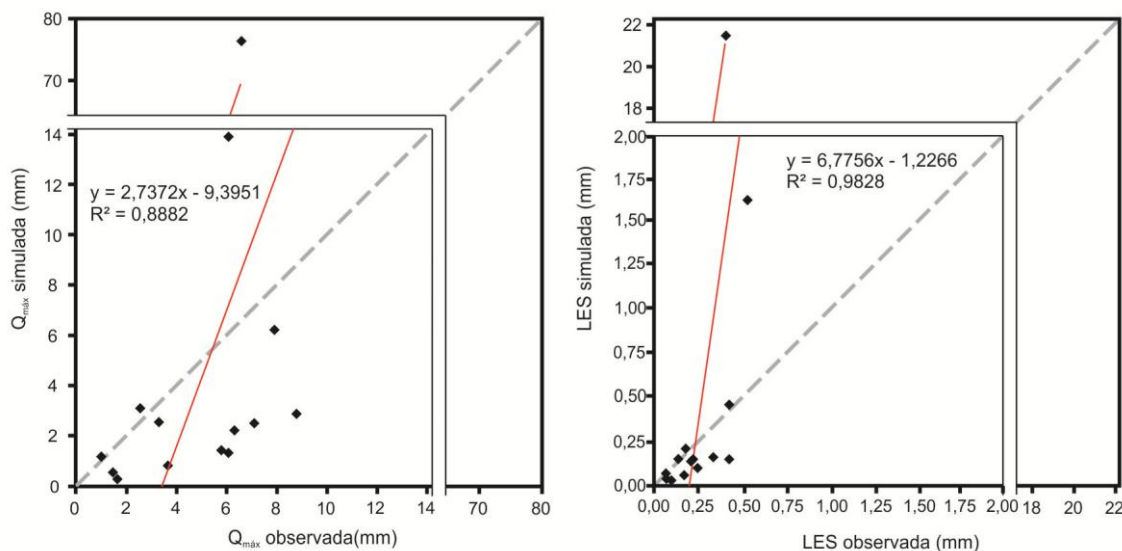 80
70
14
12
10
8
6
4
2
0
Qmáx simulada (mm)
y = 2,7372x - 9,3951
R² = 0,8882
0 2 4 6 8 10 12 14 70 80
Qmáx observada(mm)
22
20
18
2,00
1,75
1,50
1,25
1,00
0,75
0,50
0,25
0,00
LES simulada (mm)
y = 6,7756x - 1,2266
R² = 0,9828
0,00 0,25 0,50 0,75 1,00 1,25 1,50 1,75 2,00 18 20 22
LES observada (mm)